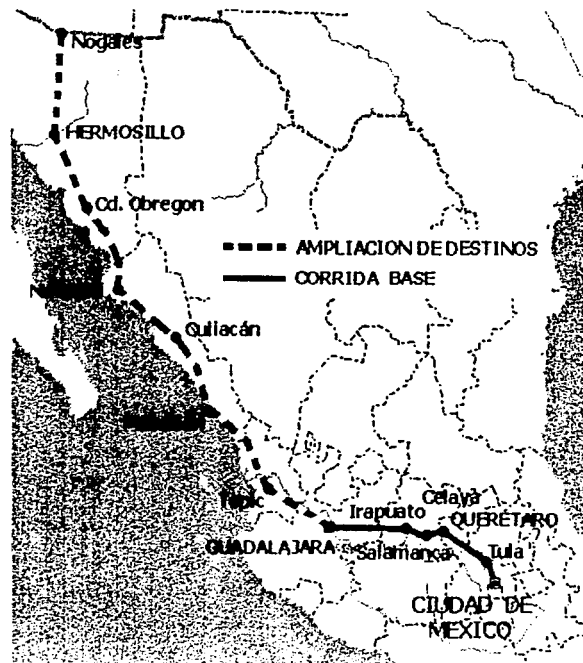 Nogales
HERMOSILLO
Cd. Obregon
AMPLIACION DE DESTINOS
CORRIDA BASE
Culiacán
Tepic
Irapuato
Celaya
QUERÉTARO
GUADALAJARA
Salamanca
Tula
CIUDAD DE
MEXICO